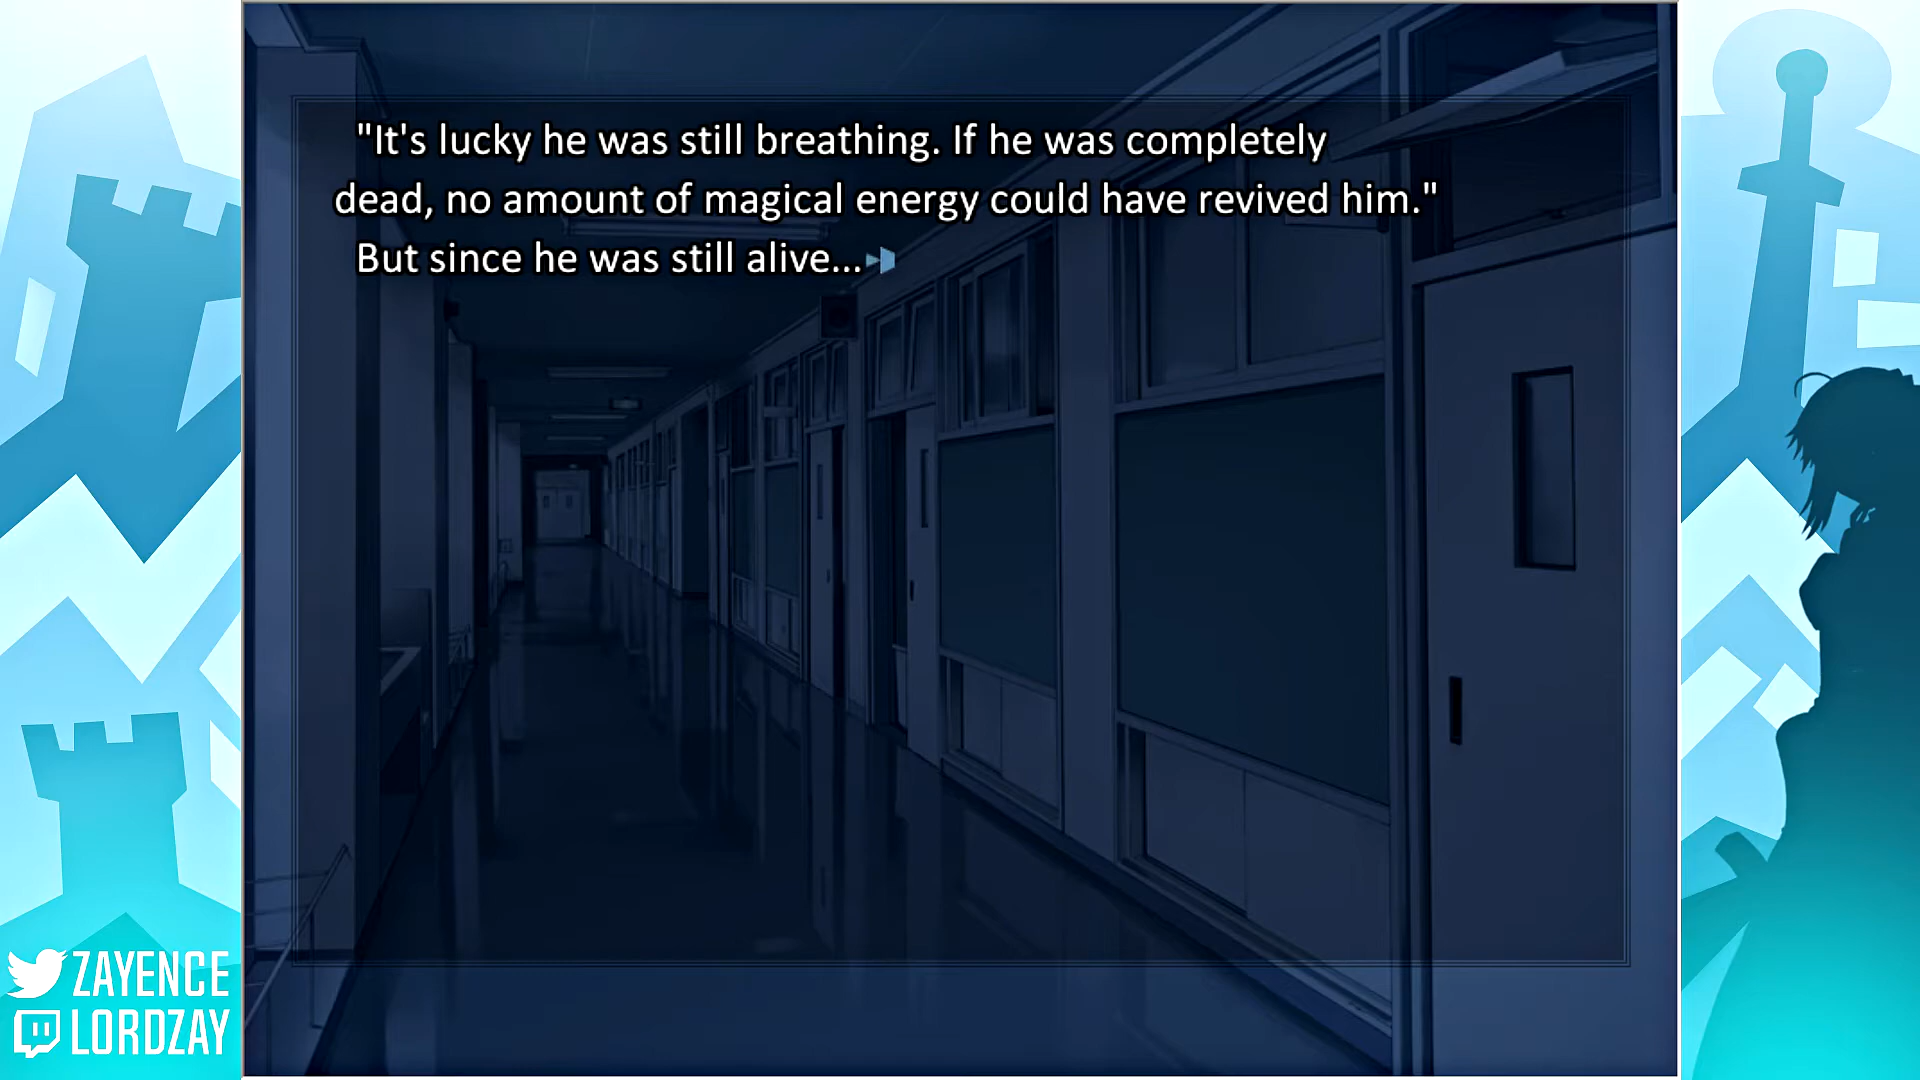 "It's lucky he was still breathing. If he was completely
dead, no amount of magical energy could have revived him."
But since he was still alive...
ZAYENCE
LORDZAY